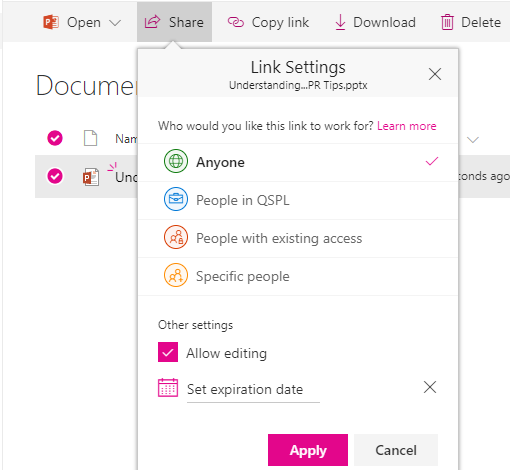 Open Share Copy link Download Delete
Link Settings
Understanding...PR Tips.pptx
Docume
Who would you like this link to work for? Learn more
Nam
Anyone
Und
conds ago
People in QSPL
People with existing access
Specific people
Other settings
Allow editing
Set expiration date
Apply Cancel